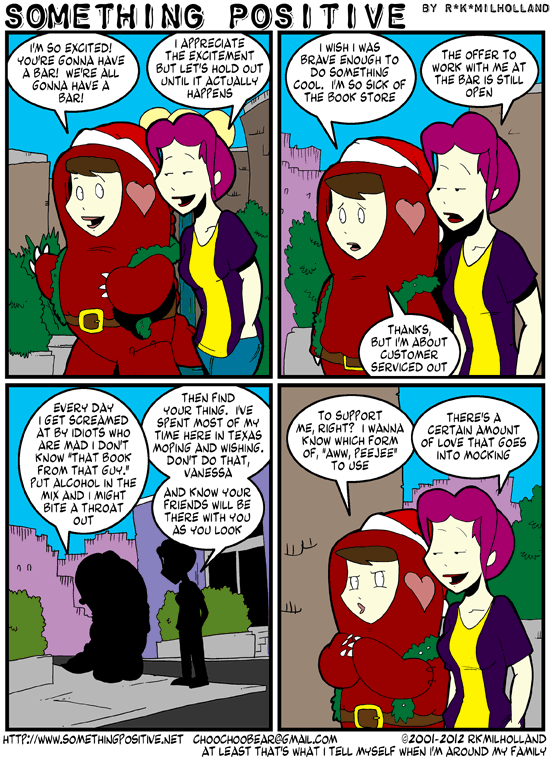 SOMETHING POSITIVE BY R*K*MILHOLLAND
I'M SO EXCITED!
YOU'RE GONNA HAVE
A BAR! WE'RE ALL
GONNA HAVE A
BAR!
I APPRECIATE
THE EXCITEMENT
BUT LET'S HOLD OUT
UNTIL IT ACTUALLY
HAPPENS
I WISH I WAS
BRAVE ENOUGH TO
DO SOMETHING
COOL. I'M SO SICK OF
THE BOOK STORE
THE OFFER TO
WORK WITH ME AT
THE BAR IS STILL
OPEN
THANKS,
BUT I'M ABOUT
CUSTOMER
SERVICED OUT
EVERY DAY
I GET SCREAMED
AT BY IDIOTS WHO
ARE MAD I DON'T
KNOW "THAT BOOK
FROM THAT GUY."
PUT ALCOHOL IN THE
MIX AND I MIGHT
BITE A THROAT
OUT
THEN FIND
YOUR THING. I'VE
SPENT MOST OF MY
TIME HERE IN TEXAS
MOPING AND WISHING.
DON'T DO THAT,
VANESSA
AND KNOW YOUR
FRIENDS WILL BE
THERE WITH YOU
AS YOU LOOK
TO SUPPORT
ME, RIGHT? I WANNA
KNOW WHICH FORM
OF, "AWW, PEEJEE"
TO USE
THERE'S A
CERTAIN AMOUNT
OF LOVE THAT GOES
INTO MOCKING
HTTP://WWW.SOMETHINGPOSITIVE.NET CHOOCHOOBEAR@GMAIL.COM ©2001-2012 RKMILHOLLAND
AT LEAST THAT'S WHAT I TELL MYSELF WHEN I'M AROUND MY FAMILY